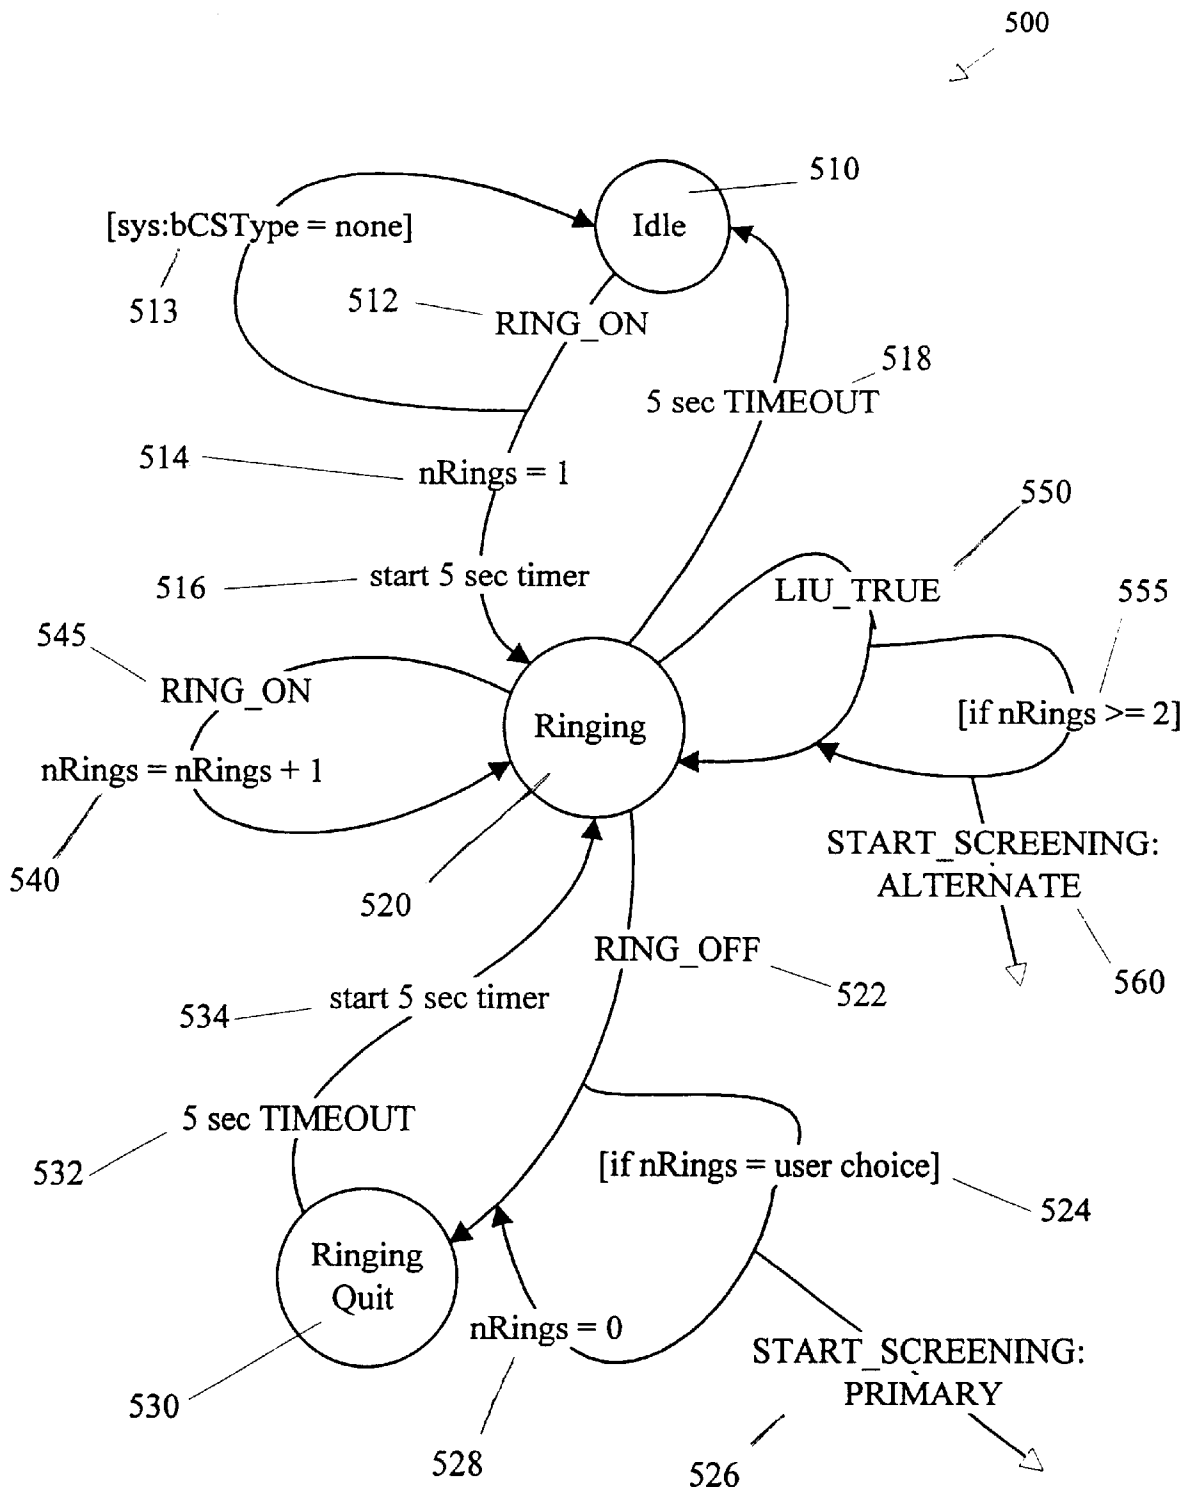 500
510
Idle
[sys:bCSType = none]
513
512
RING_ON
518
5 sec TIMEOUT
514
nRings = 1
550
516
start 5 sec timer
LIU_TRUE
555
545
RING_ON
[if nRings >= 2]
Ringing
nRings = nRings + 1
540
520
START_SCREENING:
ALTERNATE
560
RING_OFF
522
534
start 5 sec timer
5 sec TIMEOUT
532
[if nRings = user choice]
524
Ringing
Quit
530
nRings = 0
528
START_SCREENING:
PRIMARY
526